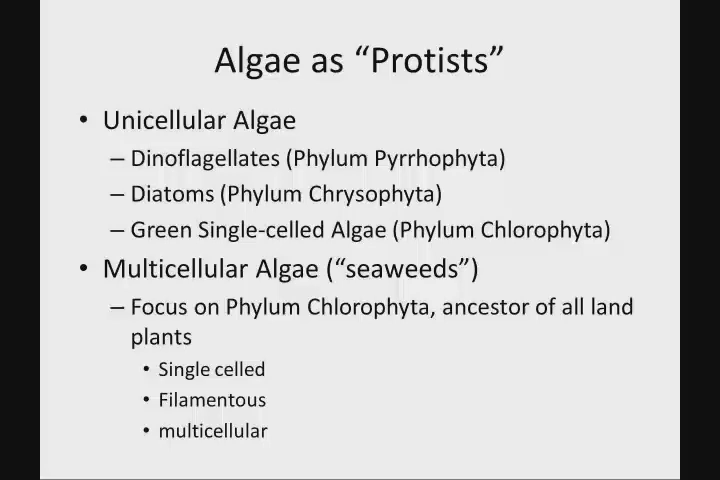 Algae as “Protists”
• Unicellular Algae
– Dinoflagellates (Phylum Pyrrhophyta)
– Diatoms (Phylum Chrysophyta)
– Green Single-celled Algae (Phylum Chlorophyta)
• Multicellular Algae (“seaweeds”)
– Focus on Phylum Chlorophyta, ancestor of all land
plants
• Single celled
• Filamentous
• multicellular